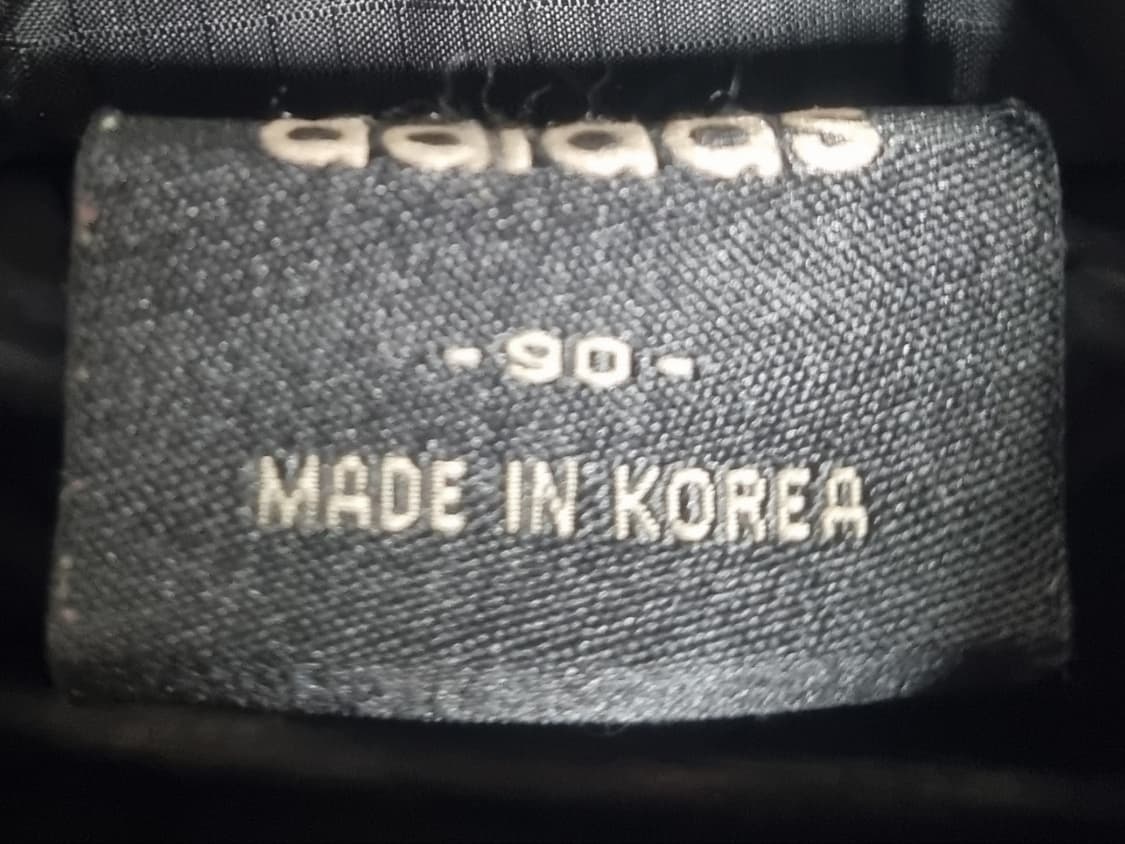 adidas
- 90 -
MADE IN KOREA